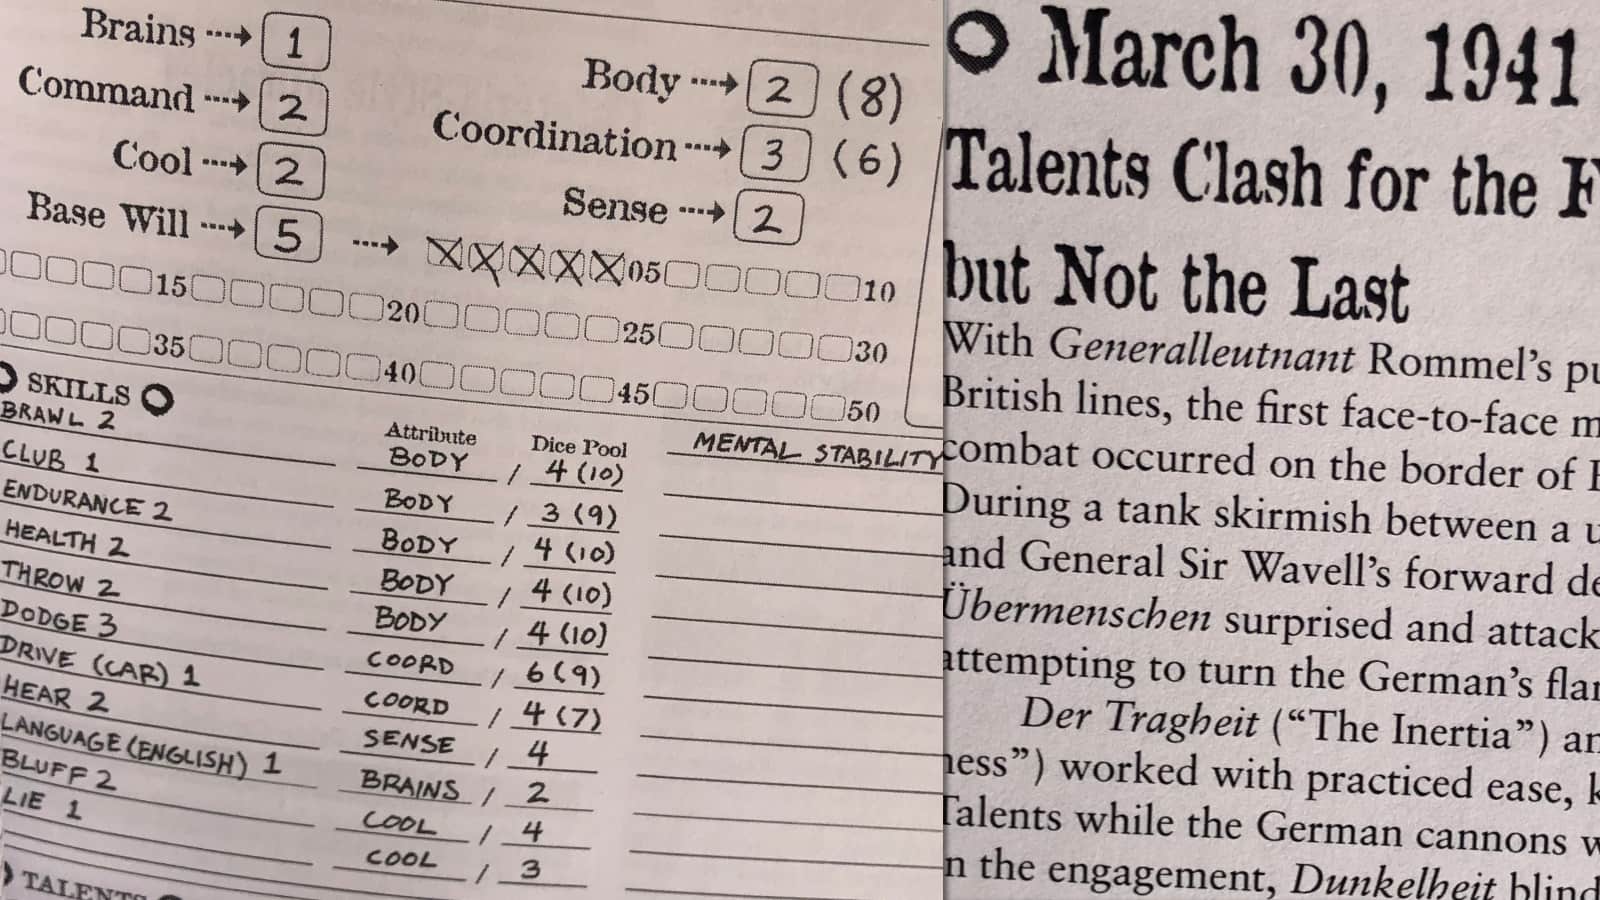 Brains 1
Command 2
Cool 2
Base Will 5
Body 2 (8)
Coordination 3 (6)
Sense 2
05 10
15 20 25 30
35 40 45 50
SKILLS
Attribute Dice Pool
BRAWL 2 BODY / 4 (10)
CLUB 1 BODY / 3 (9)
ENDURANCE 2 BODY / 4 (10)
HEALTH 2 BODY / 4 (10)
THROW 2 BODY / 4 (10)
DODGE 3 COORD / 6 (9)
DRIVE (CAR) 1 COORD / 4 (7)
HEAR 2 SENSE / 4
LANGUAGE (ENGLISH) 1 BRAINS / 2
BLUFF 2 COOL / 4
LIE 1 COOL / 3
MENTAL STABILITY
TALENTS
March 30, 1941
Talents Clash for the F
but Not the Last
With Generalleutnant Rommel's pu
British lines, the first face-to-face m
combat occurred on the border of
During a tank skirmish between a u
and General Sir Wavell's forward de
Übermenschen surprised and attack
attempting to turn the German's flan
Der Tragheit ("The Inertia") an
ness") worked with practiced ease, k
Talents while the German cannons w
n the engagement, Dunkelheit blind